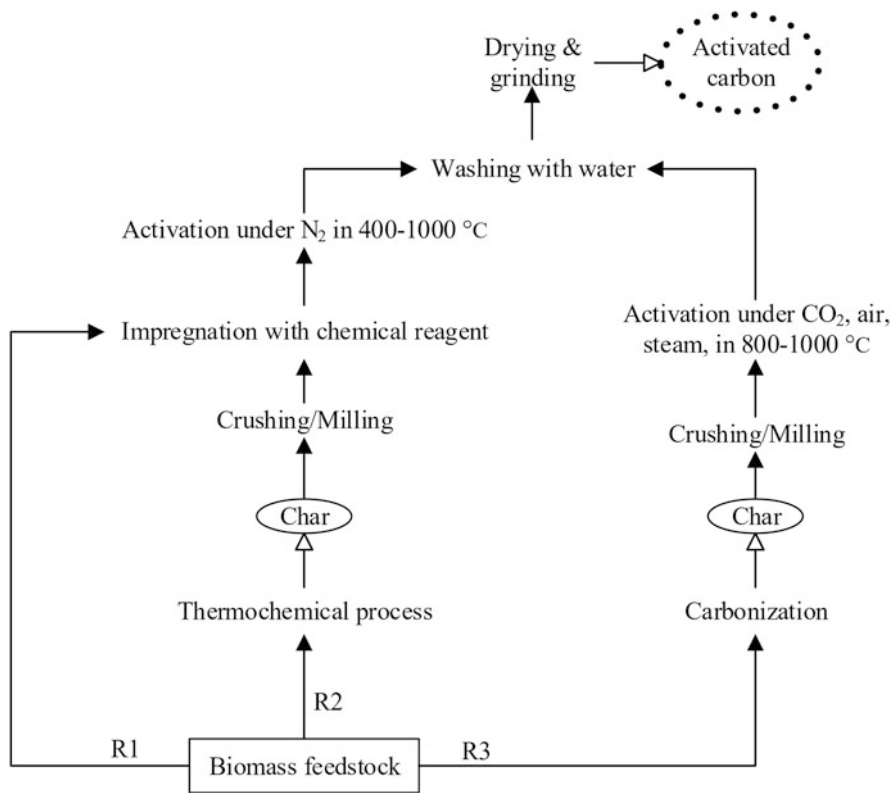 Drying &
grinding
Activated
carbon
Washing with water
Activation under N₂ in 400-1000 °C
Impregnation with chemical reagent
Activation under CO₂, air,
steam, in 800-1000 °C
Crushing/Milling
Crushing/Milling
Char
Char
Thermochemical process
Carbonization
R2
R1
R3
Biomass feedstock